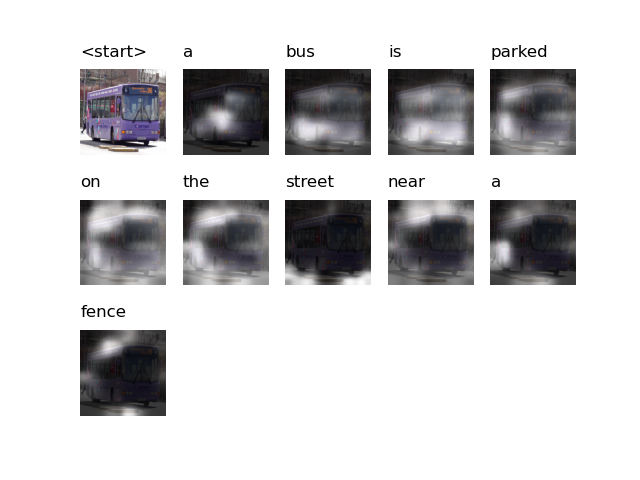 <start> a bus is parked
on the street near a
fence